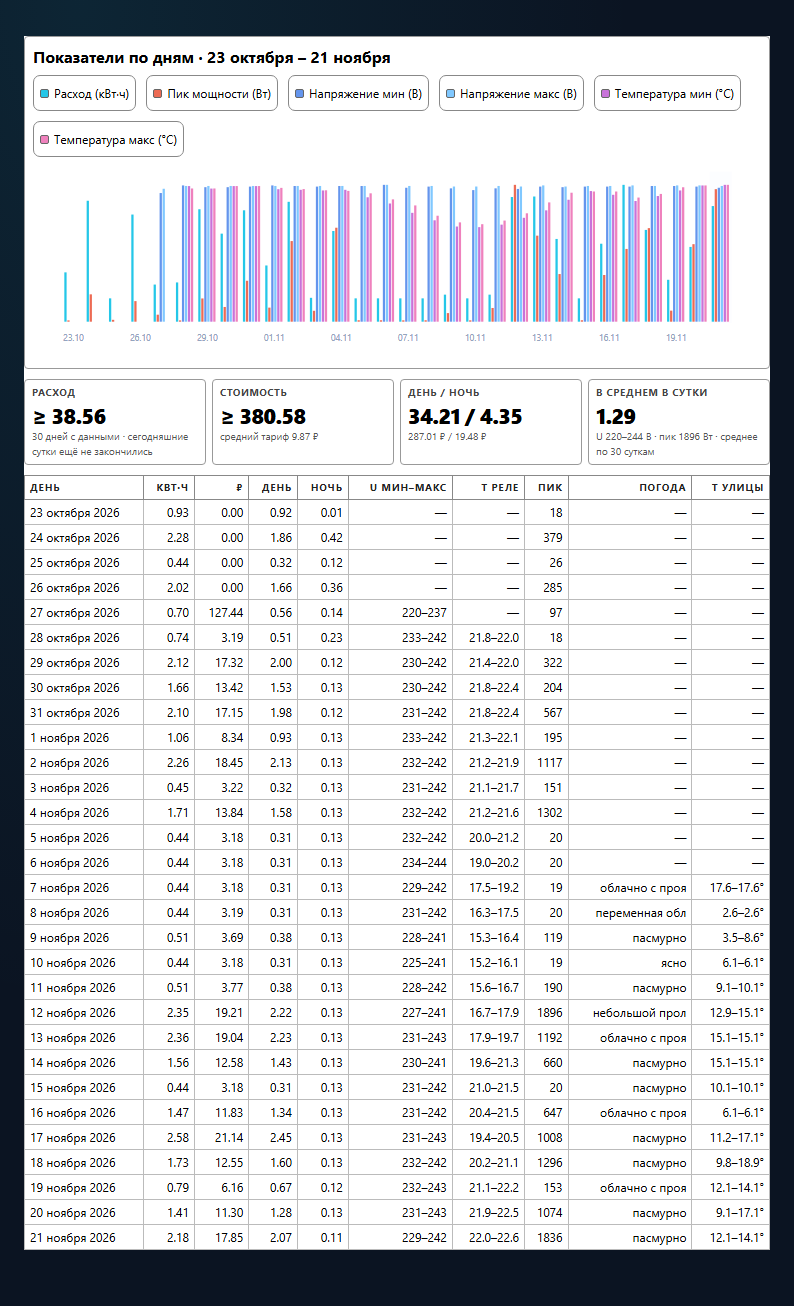 Показатели по дням · 23 октября – 21 ноября
Расход (кВт·ч) Пик мощности (Вт) Напряжение мин (В) Напряжение макс (В) Температура мин (°C)
Температура макс (°C)
23.10 26.10 29.10 01.11 04.11 07.11 10.11 13.11 16.11 19.11
РАСХОД
≥ 38.56
30 дней с данными · сегодняшние
сутки ещё не закончились
СТОИМОСТЬ
≥ 380.58
средний тариф 9.87 ₽
ДЕНЬ / НОЧЬ
34.21 / 4.35
287.01 ₽ / 19.48 ₽
В СРЕДНЕМ В СУТКИ
1.29
U 220–244 В · пик 1896 Вт · среднее
по 30 суткам
ДЕНЬ КВТ·Ч ₽ ДЕНЬ НОЧЬ U МИН–МАКС T РЕЛЕ ПИК ПОГОДА T УЛИЦЫ
23 октября 2026 0.93 0.00 0.92 0.01 — — 18 — —
24 октября 2026 2.28 0.00 1.86 0.42 — — 379 — —
25 октября 2026 0.44 0.00 0.32 0.12 — — 26 — —
26 октября 2026 2.02 0.00 1.66 0.36 — — 285 — —
27 октября 2026 0.70 127.44 0.56 0.14 220–237 — 97 — —
28 октября 2026 0.74 3.19 0.51 0.23 233–242 21.8–22.0 18 — —
29 октября 2026 2.12 17.32 2.00 0.12 230–242 21.4–22.0 322 — —
30 октября 2026 1.66 13.42 1.53 0.13 230–242 21.8–22.4 204 — —
31 октября 2026 2.10 17.15 1.98 0.12 231–242 21.8–22.4 567 — —
1 ноября 2026 1.06 8.34 0.93 0.13 233–242 21.3–22.1 195 — —
2 ноября 2026 2.26 18.45 2.13 0.13 232–242 21.2–21.9 1117 — —
3 ноября 2026 0.45 3.22 0.32 0.13 231–242 21.1–21.7 151 — —
4 ноября 2026 1.71 13.84 1.58 0.13 232–242 21.2–21.6 1302 — —
5 ноября 2026 0.44 3.18 0.31 0.13 232–242 20.0–21.2 20 — —
6 ноября 2026 0.44 3.18 0.31 0.13 234–244 19.0–20.2 20 — —
7 ноября 2026 0.44 3.18 0.31 0.13 229–242 17.5–19.2 19 облачно с проя 17.6–17.6°
8 ноября 2026 0.44 3.19 0.31 0.13 231–242 16.3–17.5 20 переменная обл 2.6–2.6°
9 ноября 2026 0.51 3.69 0.38 0.13 228–241 15.3–16.4 119 пасмурно 3.5–8.6°
10 ноября 2026 0.44 3.18 0.31 0.13 225–241 15.2–16.1 19 ясно 6.1–6.1°
11 ноября 2026 0.51 3.77 0.38 0.13 228–242 15.6–16.7 190 пасмурно 9.1–10.1°
12 ноября 2026 2.35 19.21 2.22 0.13 227–241 16.7–17.9 1896 небольшой прол 12.9–15.1°
13 ноября 2026 2.36 19.04 2.23 0.13 231–243 17.9–19.7 1192 облачно с проя 15.1–15.1°
14 ноября 2026 1.56 12.58 1.43 0.13 230–241 19.6–21.3 660 пасмурно 15.1–15.1°
15 ноября 2026 0.44 3.18 0.31 0.13 231–242 21.0–21.5 20 пасмурно 10.1–10.1°
16 ноября 2026 1.47 11.83 1.34 0.13 231–242 20.4–21.5 647 облачно с проя 6.1–6.1°
17 ноября 2026 2.58 21.14 2.45 0.13 231–243 19.4–20.5 1008 пасмурно 11.2–17.1°
18 ноября 2026 1.73 12.55 1.60 0.13 232–242 20.2–21.1 1296 пасмурно 9.8–18.9°
19 ноября 2026 0.79 6.16 0.67 0.12 232–243 21.1–22.2 153 облачно с проя 12.1–14.1°
20 ноября 2026 1.41 11.30 1.28 0.13 231–243 21.9–22.5 1074 пасмурно 9.1–17.1°
21 ноября 2026 2.18 17.85 2.07 0.11 229–242 22.0–22.6 1836 пасмурно 12.1–14.1°